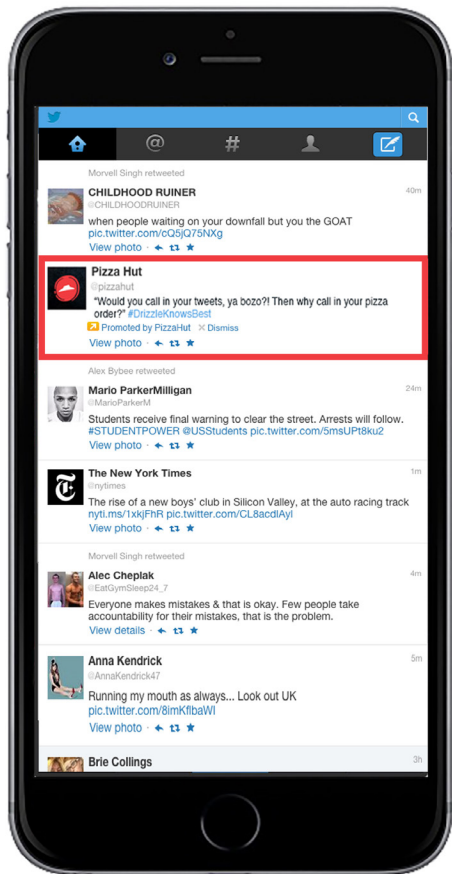 @
#
Morvell Singh retweeted
CHILDHOOD RUINER 40m
@CHILDHOODRUINER
when people waiting on your downfall but you the GOAT
pic.twitter.com/cQ5jQ75NXg
View photo ·
Pizza Hut
@pizzahut
“Would you call in your tweets, ya bozo?! Then why call in your pizza
order?” #DrizzleKnowsBest
Promoted by PizzaHut × Dismiss
View photo ·
Alex Bybee retweeted
Mario ParkerMilligan 24m
@MarioParkerM
Students receive final warning to clear the street. Arrests will follow.
#STUDENTPOWER @USStudents pic.twitter.com/5msUPt8ku2
View photo ·
The New York Times 1m
@nytimes
The rise of a new boys' club in Silicon Valley, at the auto racing track
nyti.ms/1xkjFhR pic.twitter.com/CL8acdlAyl
View photo ·
Morvell Singh retweeted
Alec Cheplak 4m
@EatGymSleep24_7
Everyone makes mistakes & that is okay. Few people take
accountability for their mistakes, that is the problem.
View details ·
Anna Kendrick 5m
@AnnaKendrick47
Running my mouth as always... Look out UK
pic.twitter.com/8imKflbaWI
View photo ·
Brie Collings 3h